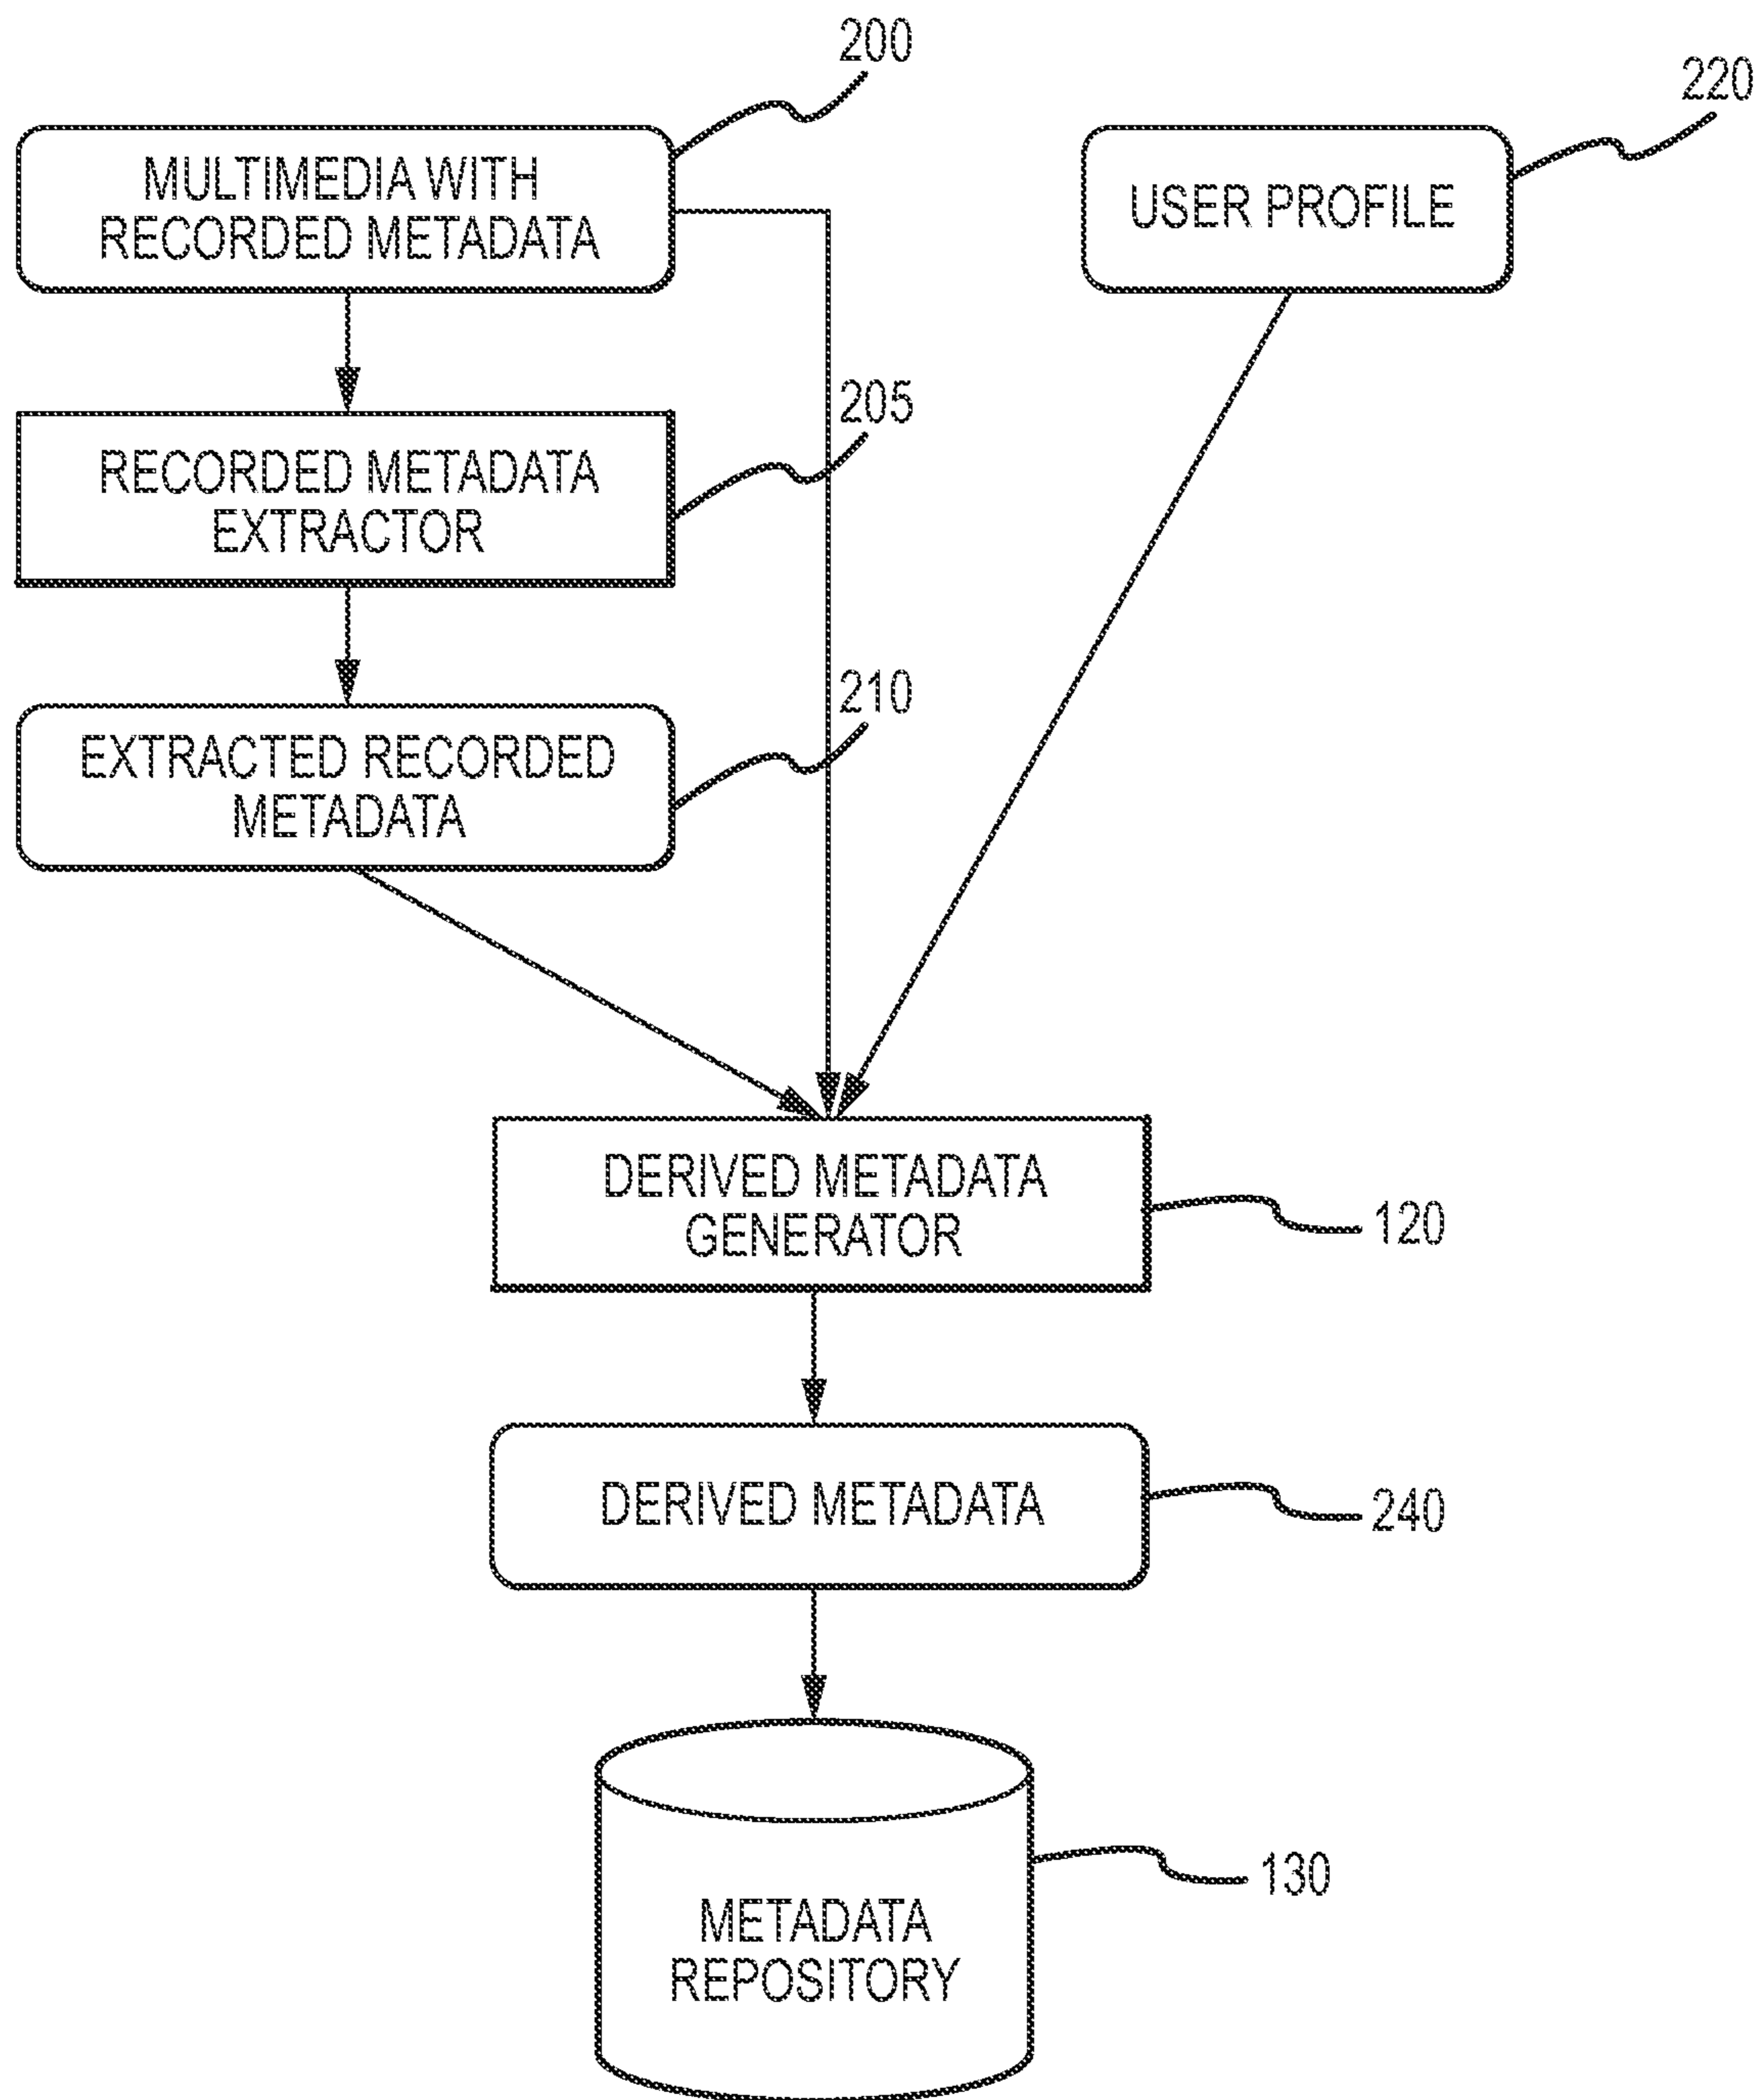 200
220
MULTIMEDIA WITH
RECORDED METADATA
USER PROFILE
205
RECORDED METADATA
EXTRACTOR
210
EXTRACTED RECORDED
METADATA
DERIVED METADATA
GENERATOR
120
DERIVED METADATA
240
130
METADATA
REPOSITORY